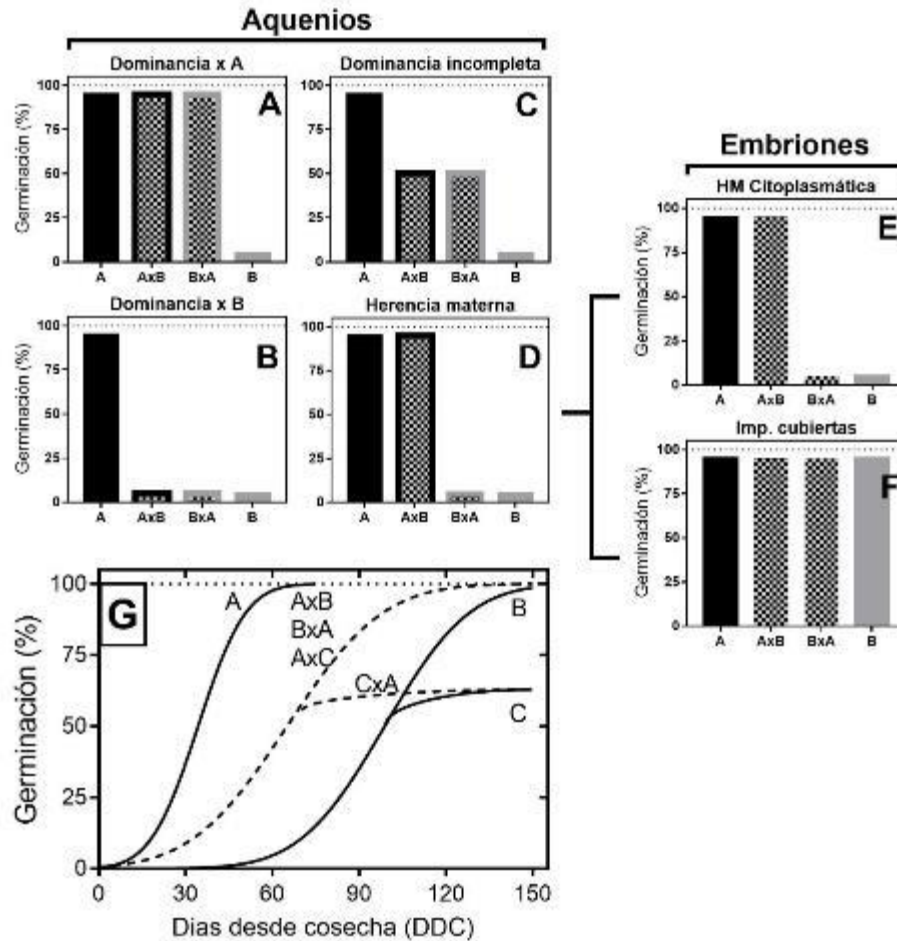 Aquenios
Dominancia x A
Germinación (%)
100
75
50
25
0
A
A AxB BxA B
Dominancia incompleta
100
75
50
25
0
C
A AxB BxA B
Dominancia x B
Germinación (%)
100
75
50
25
0
B
A AxB BxA B
Herencia materna
100
75
50
25
0
D
A AxB BxA B
Embriones
HM Citoplasmática
Germinación (%)
100
75
50
25
0
E
A AxB BxA B
Imp. cubiertas
Germinación (%)
100
75
50
25
0
F
A AxB BxA B
G
Germinación (%)
100
75
50
25
0
A
AxB
BxA
AxC
CxA
B
C
0 30 60 90 120 150
Dias desde cosecha (DDC)